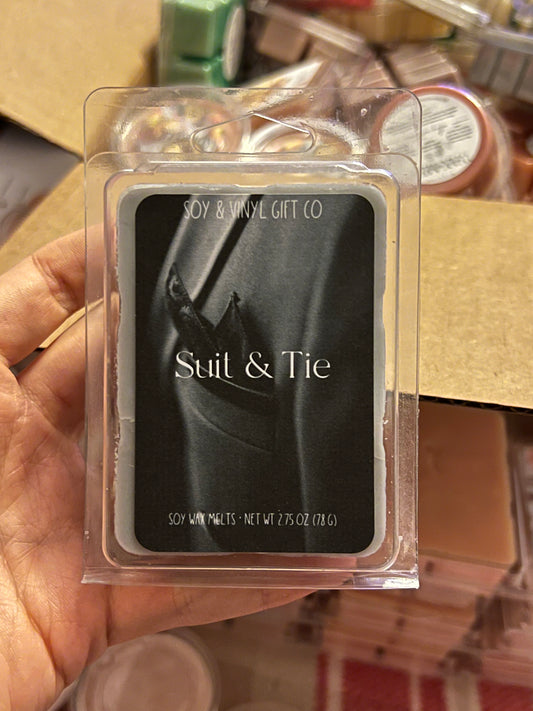 SOY & VINYL GIFT CO
Suit & Tie
SOY WAX MELTS · NET WT 2.75 OZ (78 G)